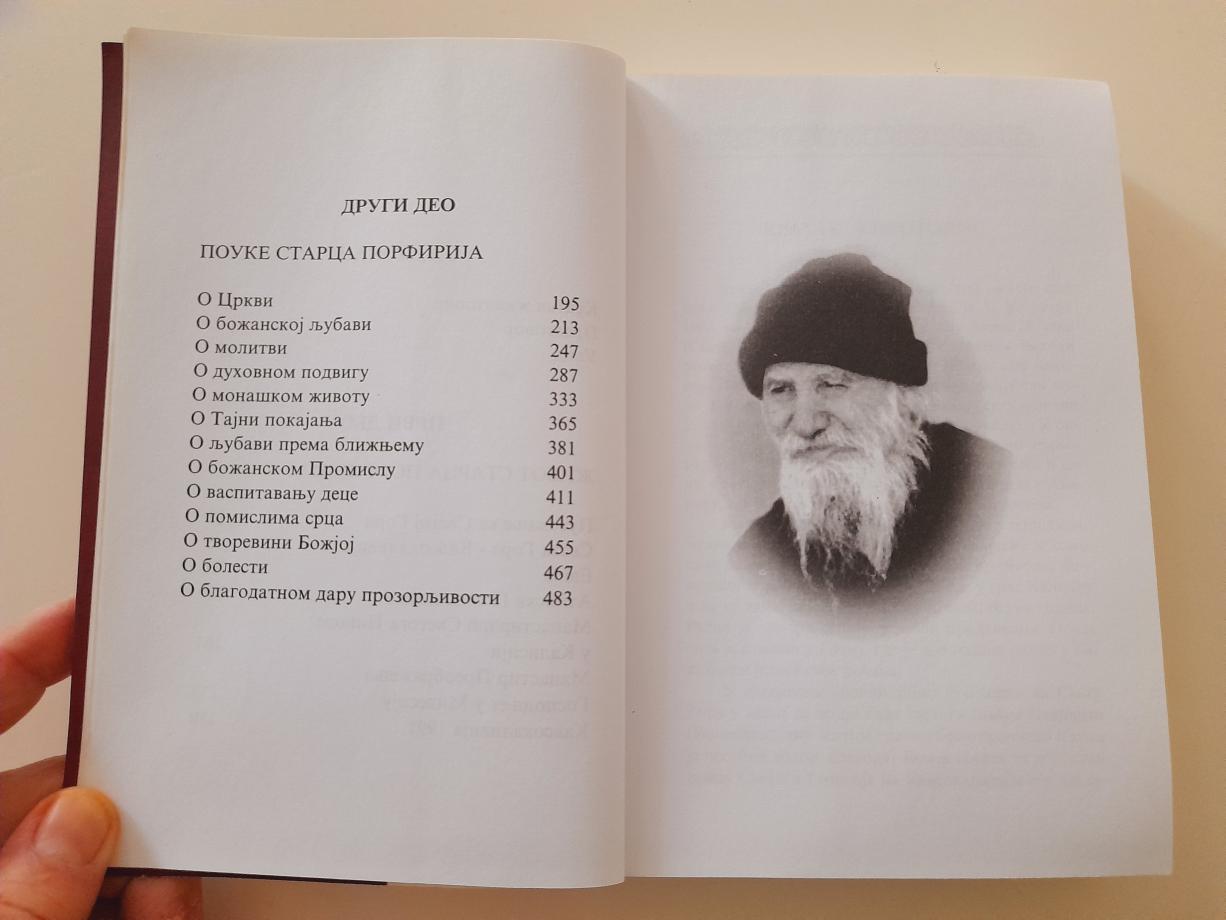 ДРУГИ ДЕО
ПОУКЕ СТАРЦА ПОРФИРИЈА
О Цркви 195
О божанској љубави 213
О молитви 247
О духовном подвигу 287
О монашком животу 333
О Тајни покајања 365
О љубави према ближњему 381
О божанском Промислу 401
О васпитавању деце 411
О помислима срца 443
О творевини Божјој 455
О болести 467
О благодатном дару прозорљивости 483